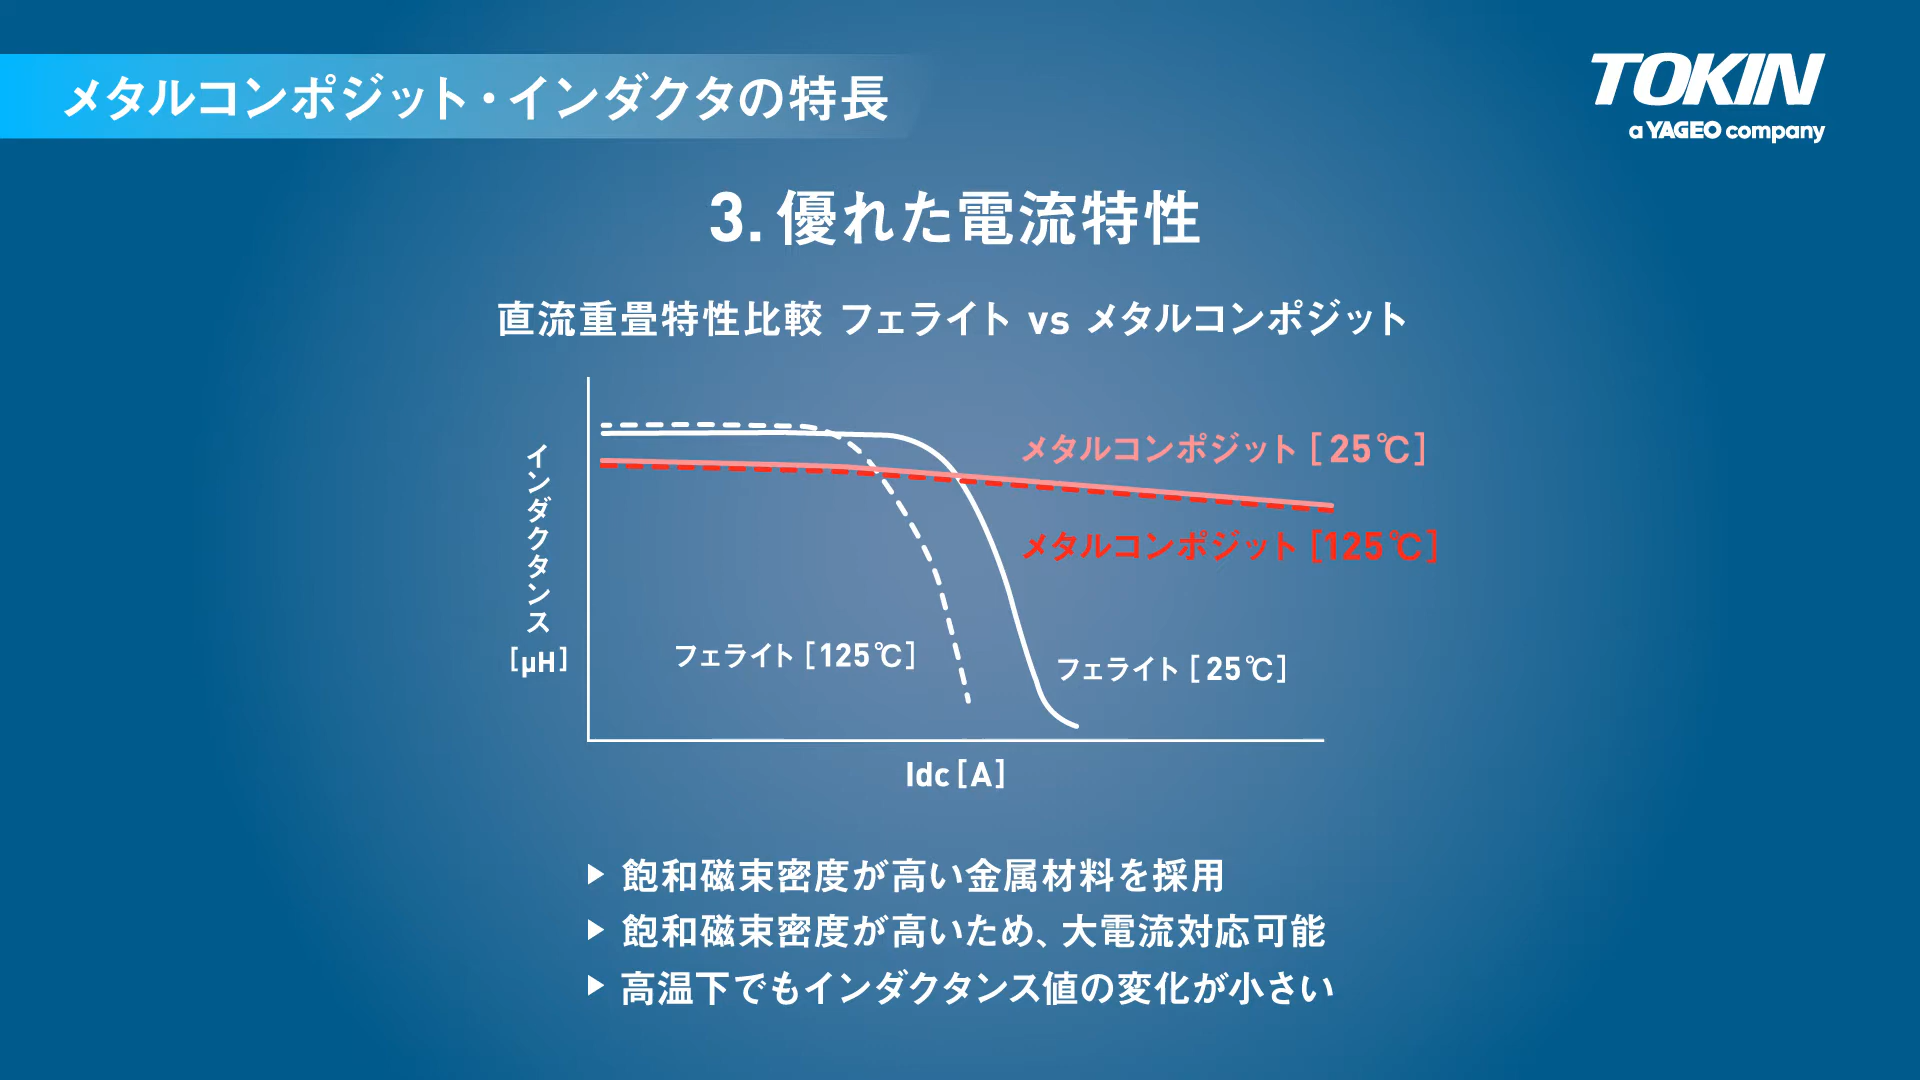 メタルコンポジット・インダクタの特長
TOKIN
a YAGEO company
3. 優れた電流特性
直流重畳特性比較 フェライト vs メタルコンポジット
インダクタンス
[μH]
メタルコンポジット [25℃]
メタルコンポジット [125℃]
フェライト [125℃]
フェライト [25℃]
Idc [A]
▶ 飽和磁束密度が高い金属材料を採用
▶ 飽和磁束密度が高いため、大電流対応可能
▶ 高温下でもインダクタンス値の変化が小さい